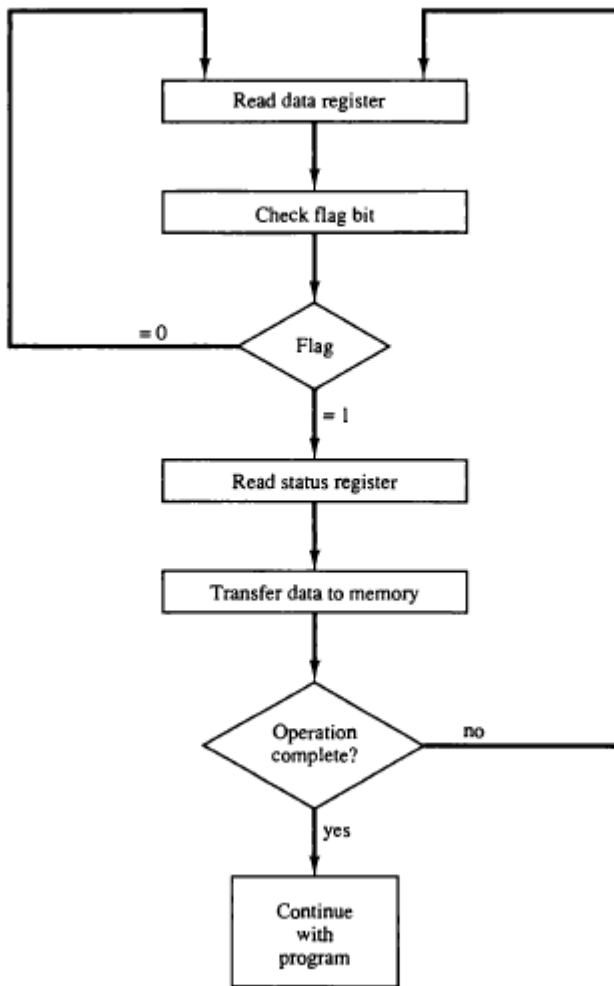 Read data register
Check flag bit
= 0
Flag
= 1
Read status register
Transfer data to memory
Operation
complete?
no
yes
Continue
with
program